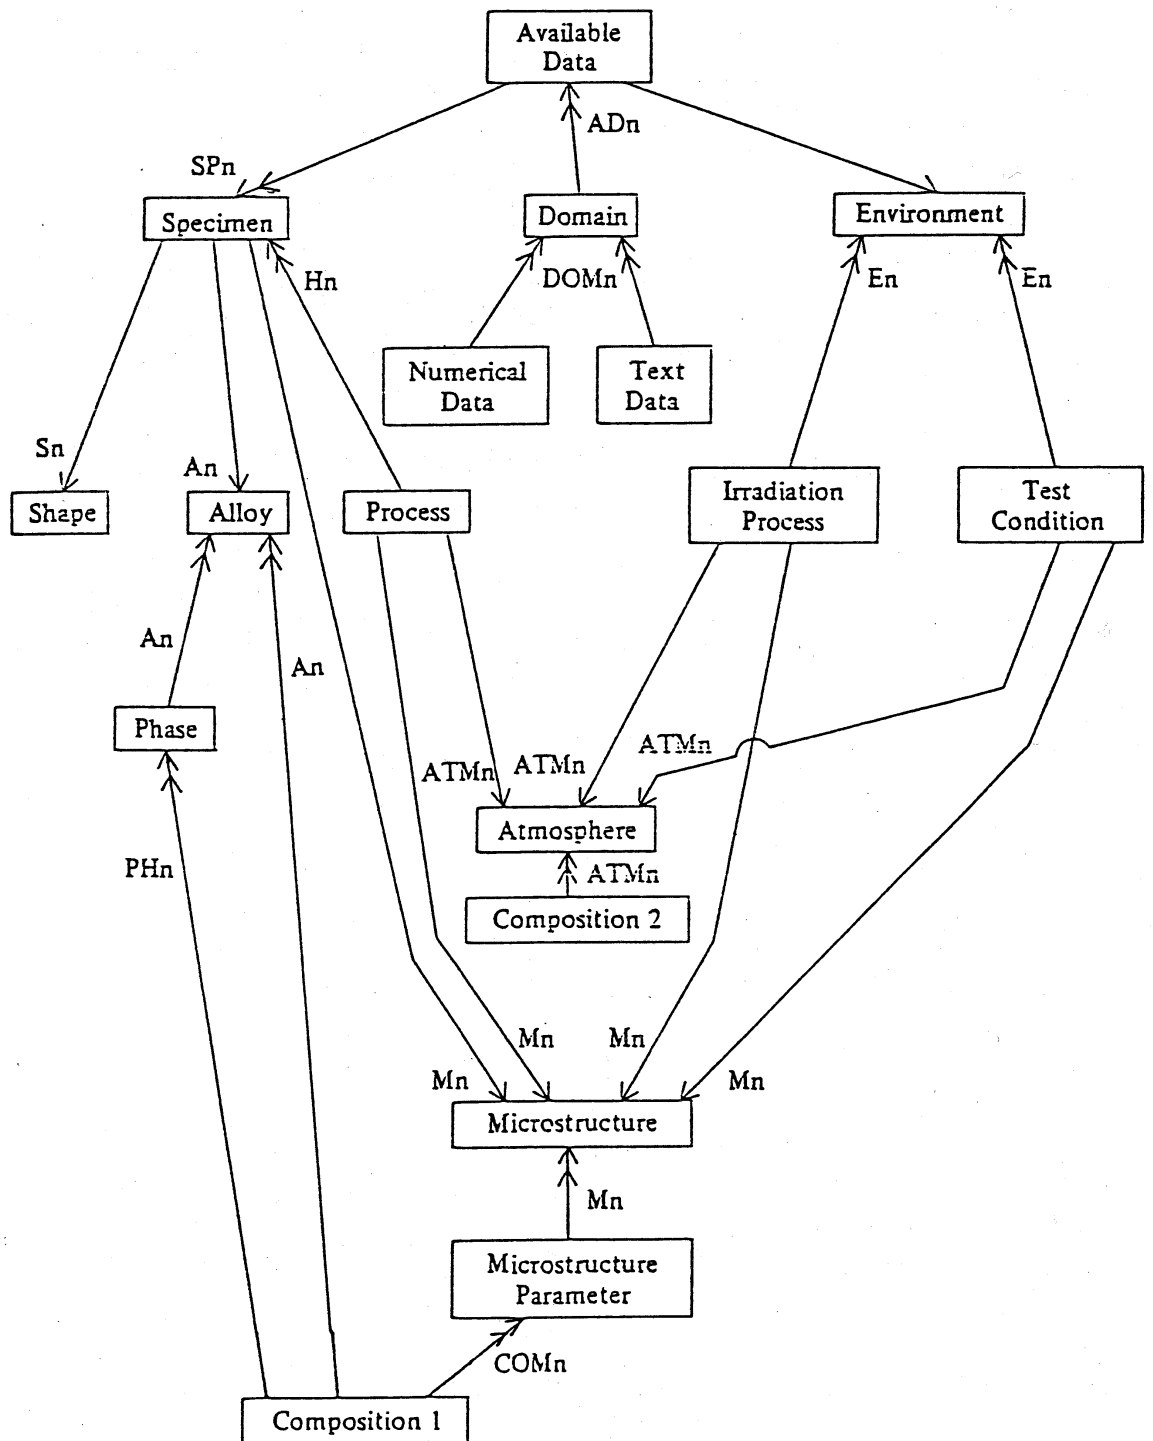 Available
Data
ADn
SPn
Specimen
Domain
Environment
Hn
DOMn
En
En
Numerical
Data
Text
Data
Sn
An
Shape
Alloy
Process
Irradiation
Process
Test
Condition
An
An
Phase
ATMn
ATMn
ATMn
Atmosphere
PHn
ATMn
Composition 2
Mn
Mn
Mn
Mn
Microstructure
Mn
Microstructure
Parameter
COMn
Composition 1